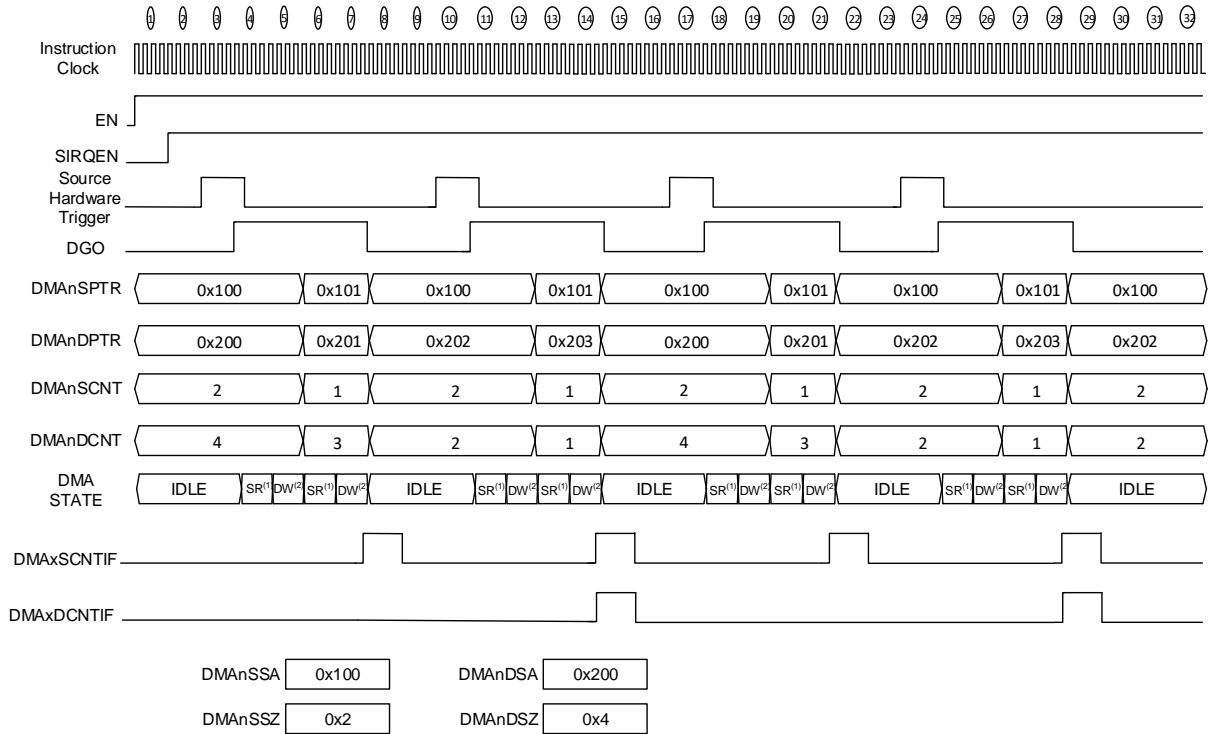 1 2 3 4 5 6 7 8 9 10 11 12 13 14 15 16 17 18 19 20 21 22 23 24 25 26 27 28 29 30 31 32
Instruction
Clock
EN
SIRQEN
Source
Hardware
Trigger
DGO
DMAnSPTR 0x100 0x101 0x100 0x101 0x100 0x101 0x100 0x101 0x100
DMAnDPTR 0x200 0x201 0x202 0x203 0x200 0x201 0x202 0x203 0x202
DMAnSCNT 2 1 2 1 2 1 2 1 2
DMAnDCNT 4 3 2 1 4 3 2 1 2
DMA
STATE
IDLE SR(1) DW(2) SR(1) DW(2) IDLE SR(1) DW(2) SR(1) DW(2) IDLE SR(1) DW(2) SR(1) DW(2) IDLE SR(1) DW(2) SR(1) DW(2) IDLE
DMAxSCNTIF
DMAxDCNTIF
DMAnSSA 0x100 DMAnDSA 0x200
DMAnSSZ 0x2 DMAnDSZ 0x4